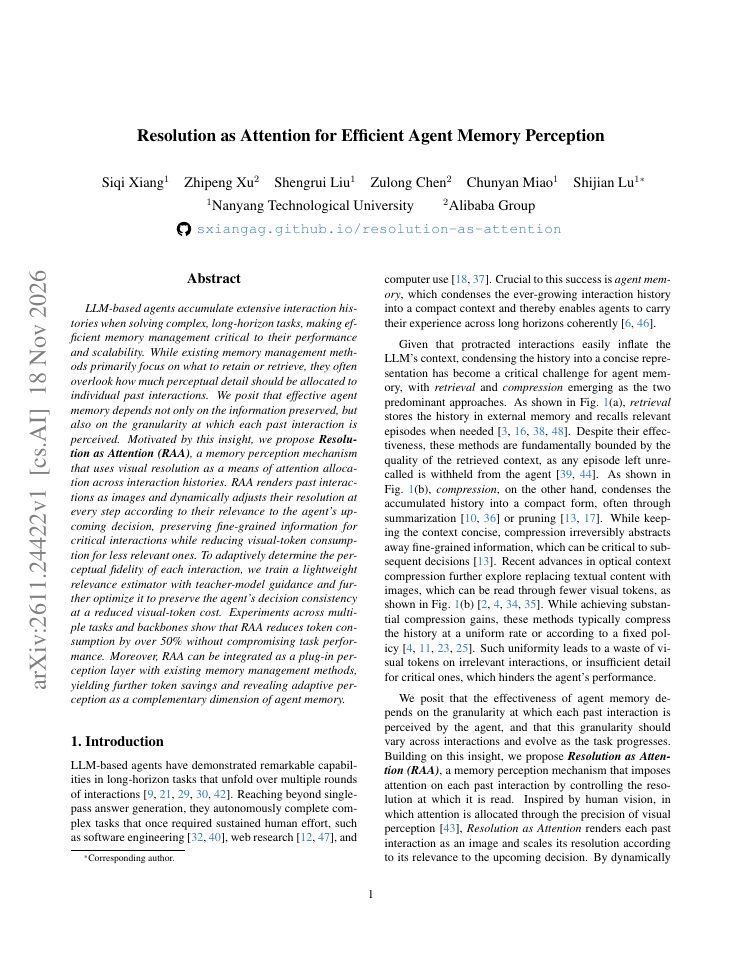 Resolution as Attention for Efficient Agent Memory Perception
Siqi Xiang1 Zhipeng Xu2 Shengrui Liu1 Zulong Chen2 Chunyan Miao1 Shijian Lu1*
1Nanyang Technological University 2Alibaba Group
sxiangag.github.io/resolution-as-attention
arXiv:2611.24422v1 [cs.AI] 18 Nov 2026
Abstract
LLM-based agents accumulate extensive interaction his-
tories when solving complex, long-horizon tasks, making ef-
ficient memory management critical to their performance
and scalability. While existing memory management meth-
ods primarily focus on what to retain or retrieve, they often
overlook how much perceptual detail should be allocated to
individual past interactions. We posit that effective agent
memory depends not only on the information preserved, but
also on the granularity at which each past interaction is
perceived. Motivated by this insight, we propose Resolu-
tion as Attention (RAA), a memory perception mechanism
that uses visual resolution as a means of attention alloca-
tion across interaction histories. RAA renders past interac-
tions as images and dynamically adjusts their resolution at
every step according to their relevance to the agent's up-
coming decision, preserving fine-grained information for
critical interactions while reducing visual-token consump-
tion for less relevant ones. To adaptively determine the per-
ceptual fidelity of each interaction, we train a lightweight
relevance estimator with teacher-model guidance and fur-
ther optimize it to preserve the agent's decision consistency
at a reduced visual-token cost. Experiments across multi-
ple tasks and backbones show that RAA reduces token con-
sumption by over 50% without compromising task perfor-
mance. Moreover, RAA can be integrated as a plug-in per-
ception layer with existing memory management methods,
yielding further token savings and revealing adaptive per-
ception as a complementary dimension of agent memory.
1. Introduction
LLM-based agents have demonstrated remarkable capabil-
ities in long-horizon tasks that unfold over multiple rounds
of interactions [9, 21, 29, 30, 42]. Reaching beyond single-
pass answer generation, they autonomously complete com-
plex tasks that once required sustained human effort, such
as software engineering [32, 40], web research [12, 47], and
*Corresponding author.
computer use [18, 37]. Crucial to this success is agent mem-
ory, which condenses the ever-growing interaction history
into a compact context and thereby enables agents to carry
their experience across long horizons coherently [6, 46].
Given that protracted interactions easily inflate the
LLM's context, condensing the history into a concise repre-
sentation has become a critical challenge for agent mem-
ory, with retrieval and compression emerging as the two
predominant approaches. As shown in Fig. 1(a), retrieval
stores the history in external memory and recalls relevant
episodes when needed [3, 16, 38, 48]. Despite their effec-
tiveness, these methods are fundamentally bounded by the
quality of the retrieved context, as any episode left unre-
called is withheld from the agent [39, 44]. As shown in
Fig. 1(b), compression, on the other hand, condenses the
accumulated history into a compact form, often through
summarization [10, 36] or pruning [13, 17]. While keep-
ing the context concise, compression irreversibly abstracts
away fine-grained information, which can be critical to sub-
sequent decisions [13]. Recent advances in optical context
compression further explore replacing textual content with
images, which can be read through fewer visual tokens, as
shown in Fig. 1(b) [2, 4, 34, 35]. While achieving substan-
tial compression gains, these methods typically compress
the history at a uniform rate or according to a fixed pol-
icy [4, 11, 23, 25]. Such uniformity leads to a waste of vi-
sual tokens on irrelevant interactions, or insufficient detail
for critical ones, which hinders the agent's performance.
We posit that the effectiveness of agent memory de-
pends on the granularity at which each past interaction is
perceived by the agent, and that this granularity should
vary across interactions and evolve as the task progresses.
Building on this insight, we propose Resolution as Atten-
tion (RAA), a memory perception mechanism that imposes
attention on each past interaction by controlling the reso-
lution at which it is read. Inspired by human vision, in
which attention is allocated through the precision of visual
perception [43], Resolution as Attention renders each past
interaction as an image and scales its resolution according
to its relevance to the upcoming decision. By dynamically
1